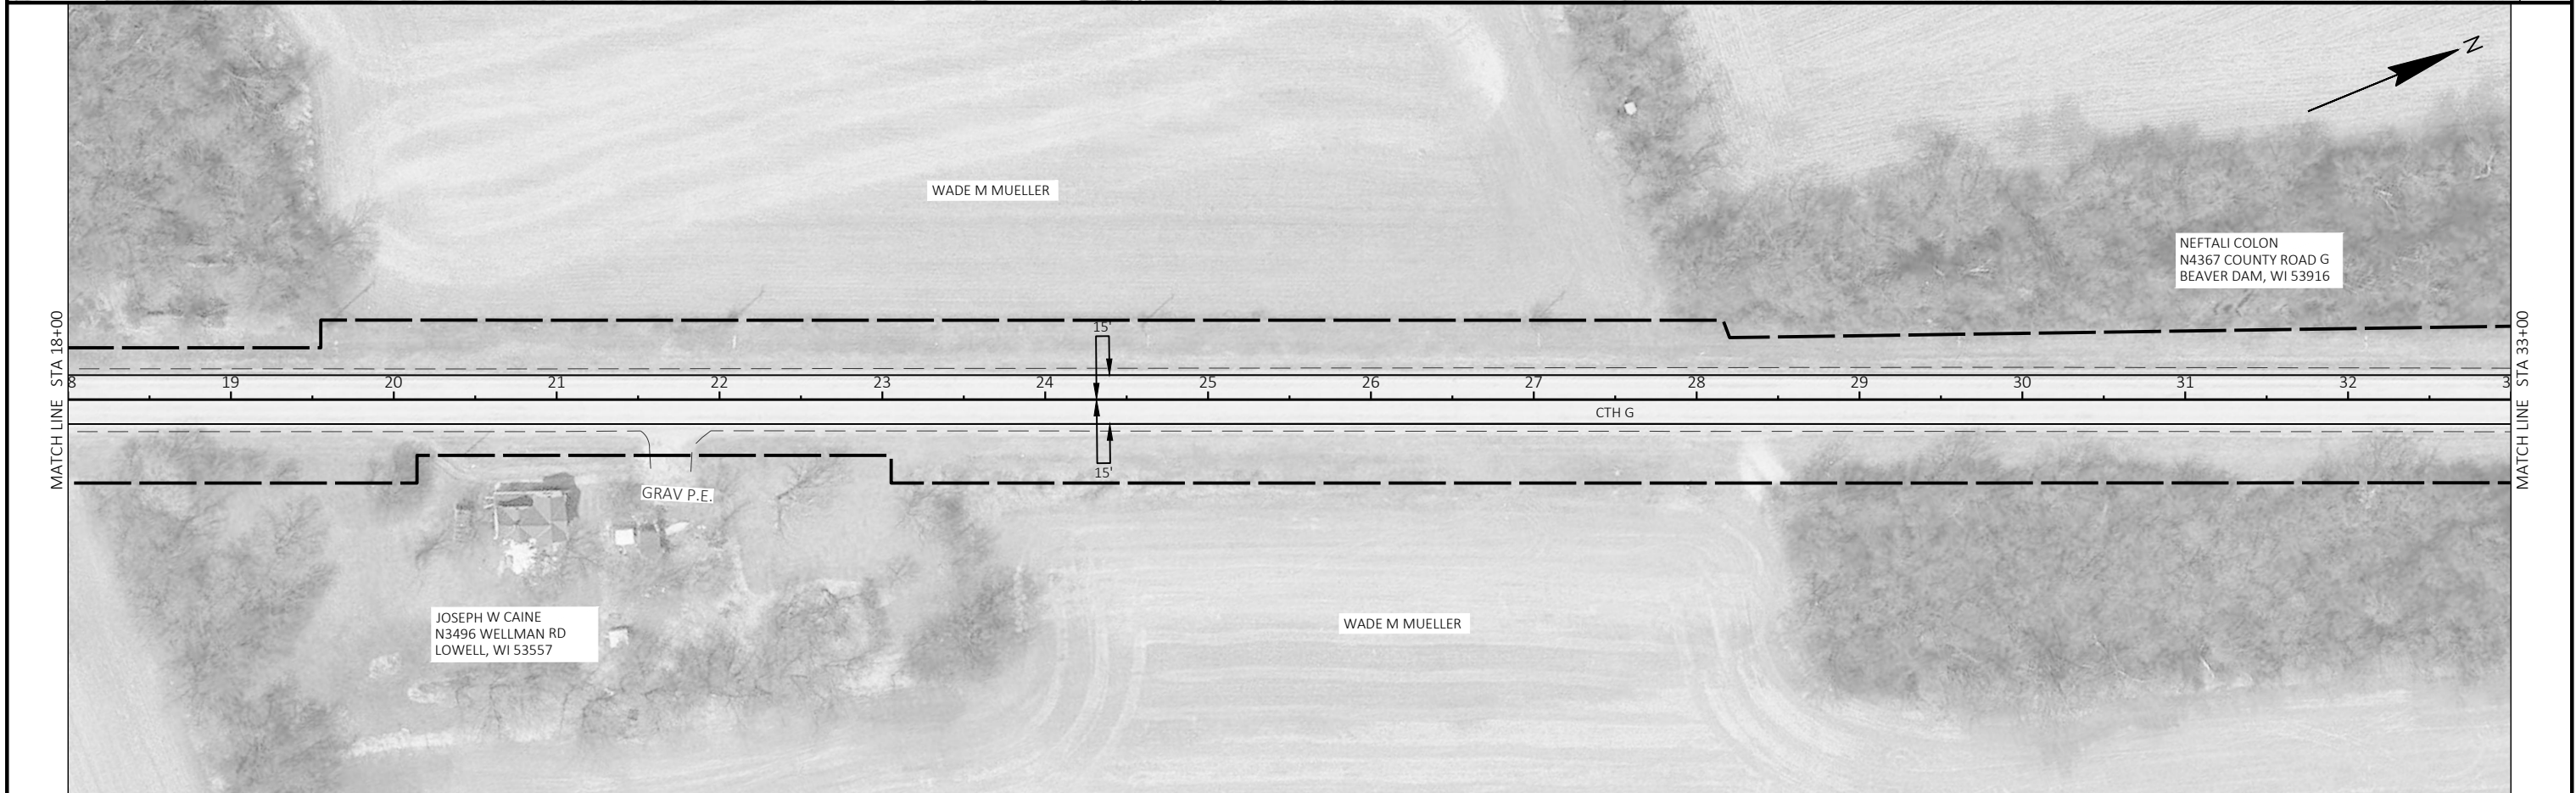 N
WADE M MUELLER
NEFTALI COLON
N4367 COUNTY ROAD G
BEAVER DAM, WI 53916
MATCH LINE STA 18+00
15'
8 19 20 21 22 23 24 25 26 27 28 29 30 31 32 3
CTH G
15'
MATCH LINE STA 33+00
GRAV P.E.
JOSEPH W CAINE
N3496 WELLMAN RD
LOWELL, WI 53557
WADE M MUELLER